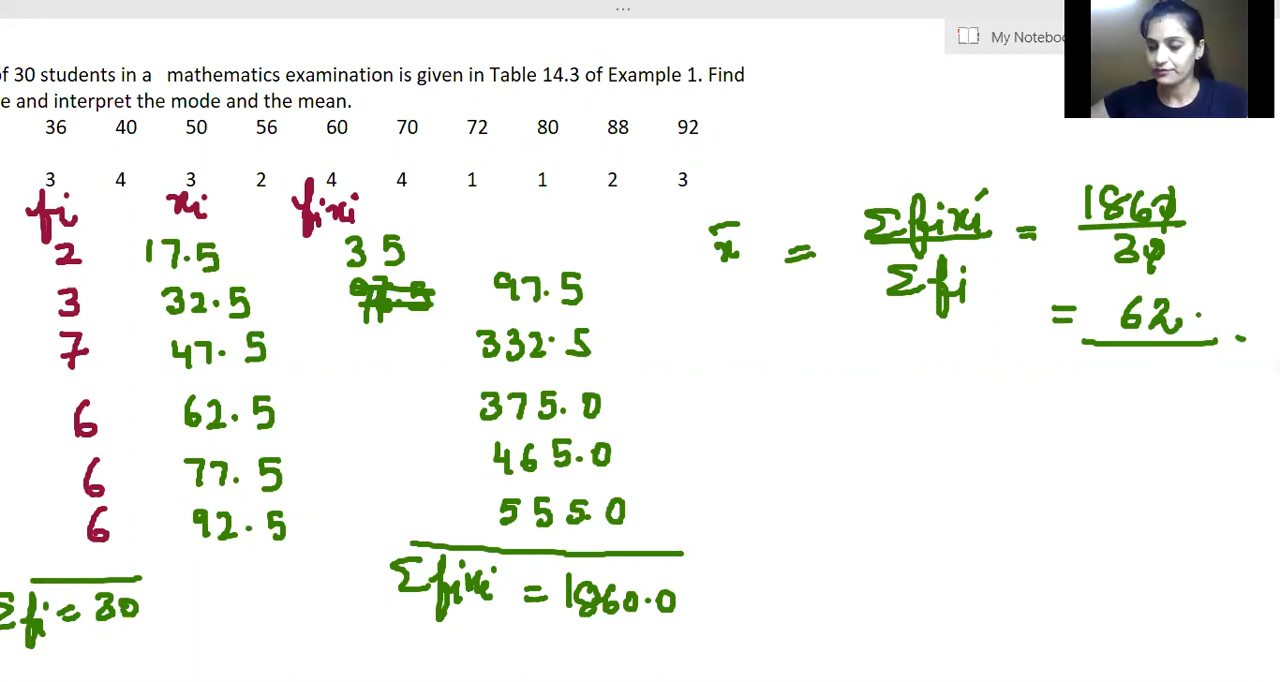 My Noteboo
of 30 students in a mathematics examination is given in Table 14.3 of Example 1. Find
e and interpret the mode and the mean.
36 40 50 56 60 70 72 80 88 92
3 4 3 2 4 4 1 1 2 3
fi xi fixi
2 17.5 35
3 32.5 97.5
7 47.5 332.5
6 62.5 375.0
6 77.5 465.0
6 92.5 555.0
Σfi = 30
Σfixi = 1860.0
x̄ = Σfixi / Σfi = 1860 / 30
= 62.